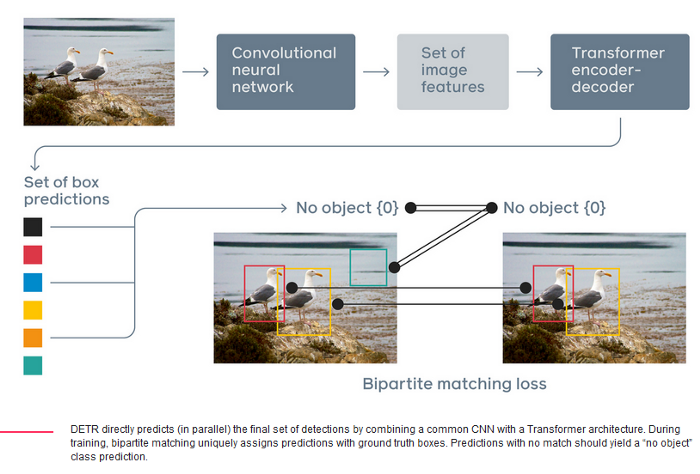 Convolutional
neural
network
Set of
image
features
Transformer
encoder-
decoder
Set of box
predictions
No object {0}
No object {0}
Bipartite matching loss
DETR directly predicts (in parallel) the final set of detections by combining a common CNN with a Transformer architecture. During
training, bipartite matching uniquely assigns predictions with ground truth boxes. Predictions with no match should yield a “no object”
class prediction.